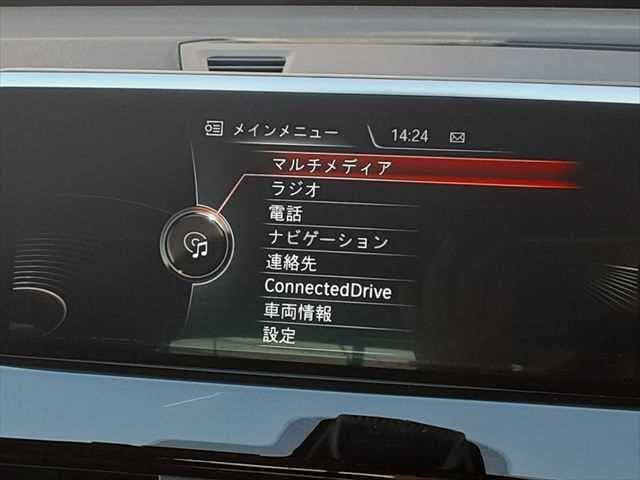 メインメニュー 14:24
マルチメディア
ラジオ
電話
ナビゲーション
連絡先
ConnectedDrive
車両情報
設定